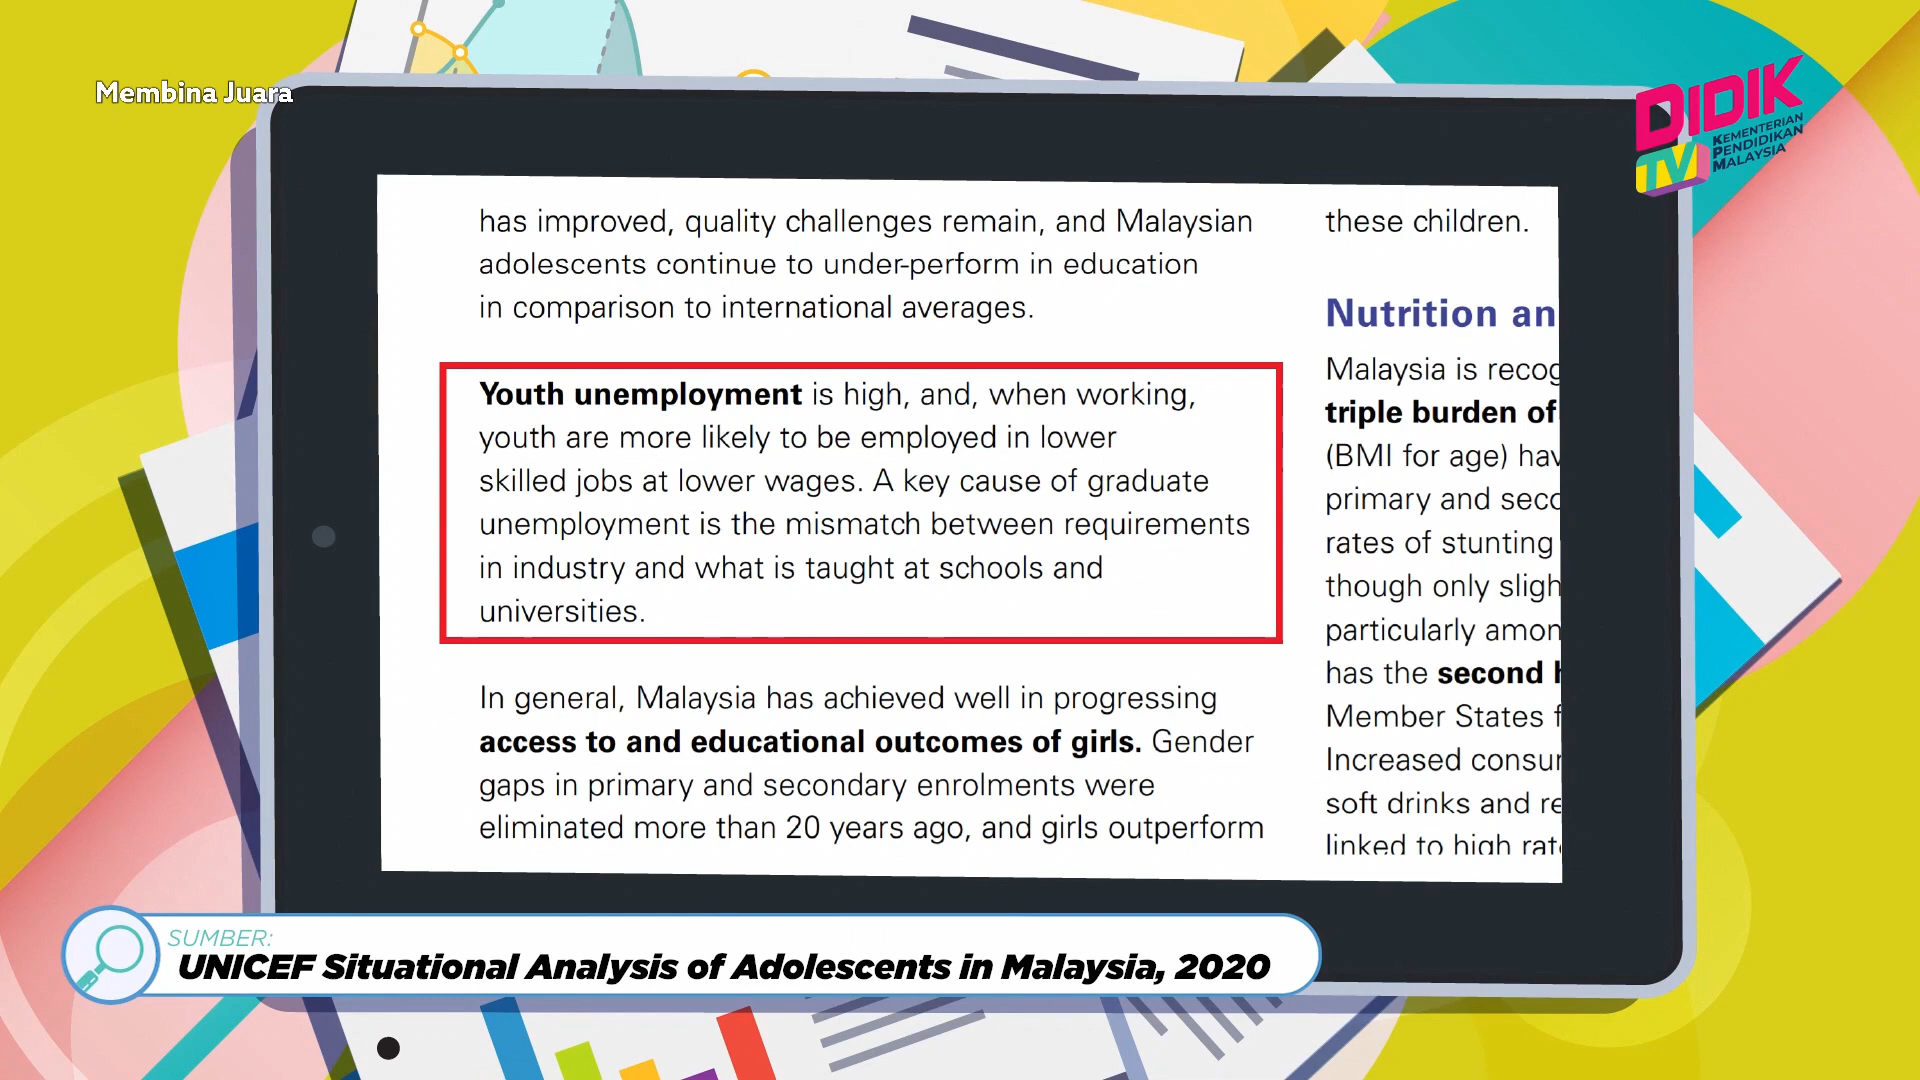 Membina Juara
DIDIK
TV
KEMENTERIAN
PENDIDIKAN
MALAYSIA
has improved, quality challenges remain, and Malaysian
adolescents continue to under-perform in education
in comparison to international averages.
Youth unemployment is high, and, when working,
youth are more likely to be employed in lower
skilled jobs at lower wages. A key cause of graduate
unemployment is the mismatch between requirements
in industry and what is taught at schools and
universities.
In general, Malaysia has achieved well in progressing
access to and educational outcomes of girls. Gender
gaps in primary and secondary enrolments were
eliminated more than 20 years ago, and girls outperform
these children.
Nutrition an
Malaysia is recog
triple burden of
(BMI for age) hav
primary and seco
rates of stunting
though only sligh
particularly amon
has the second h
Member States f
Increased consum
soft drinks and re
linked to high rate
SUMBER:
UNICEF Situational Analysis of Adolescents in Malaysia, 2020